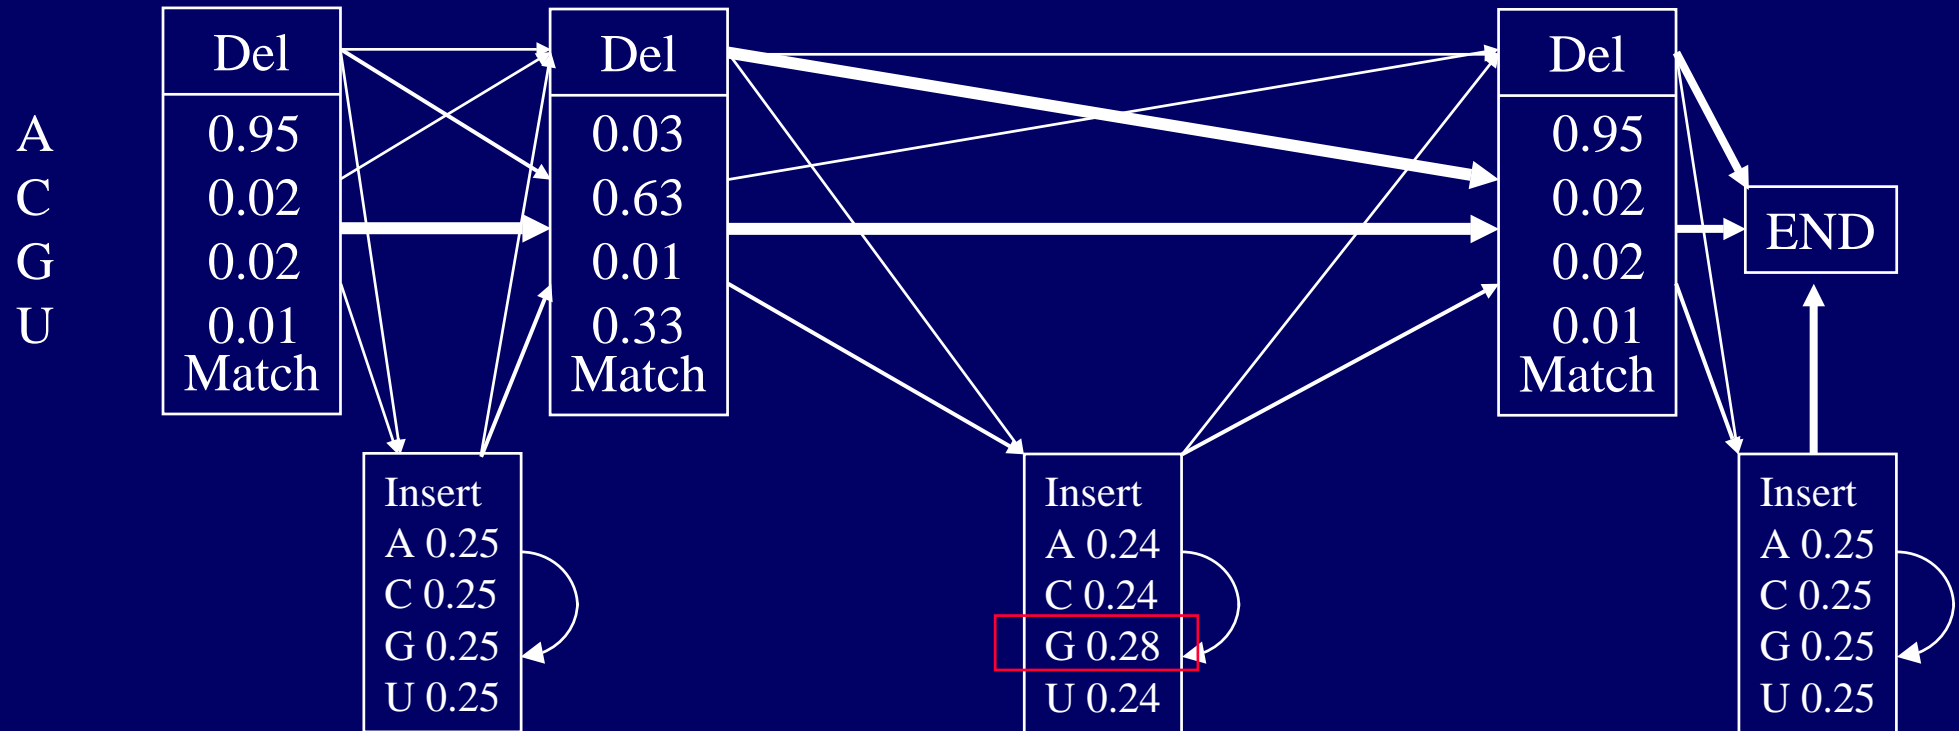 Del Del Del
A 0.95 0.03 0.95
C 0.02 0.63 0.02
END
G 0.02 0.01 0.02
U 0.01 0.33 0.01
Match Match Match
Insert Insert Insert
A 0.25 A 0.24 A 0.25
C 0.25 C 0.24 C 0.25
G 0.25 G 0.28 G 0.25
U 0.25 U 0.24 U 0.25